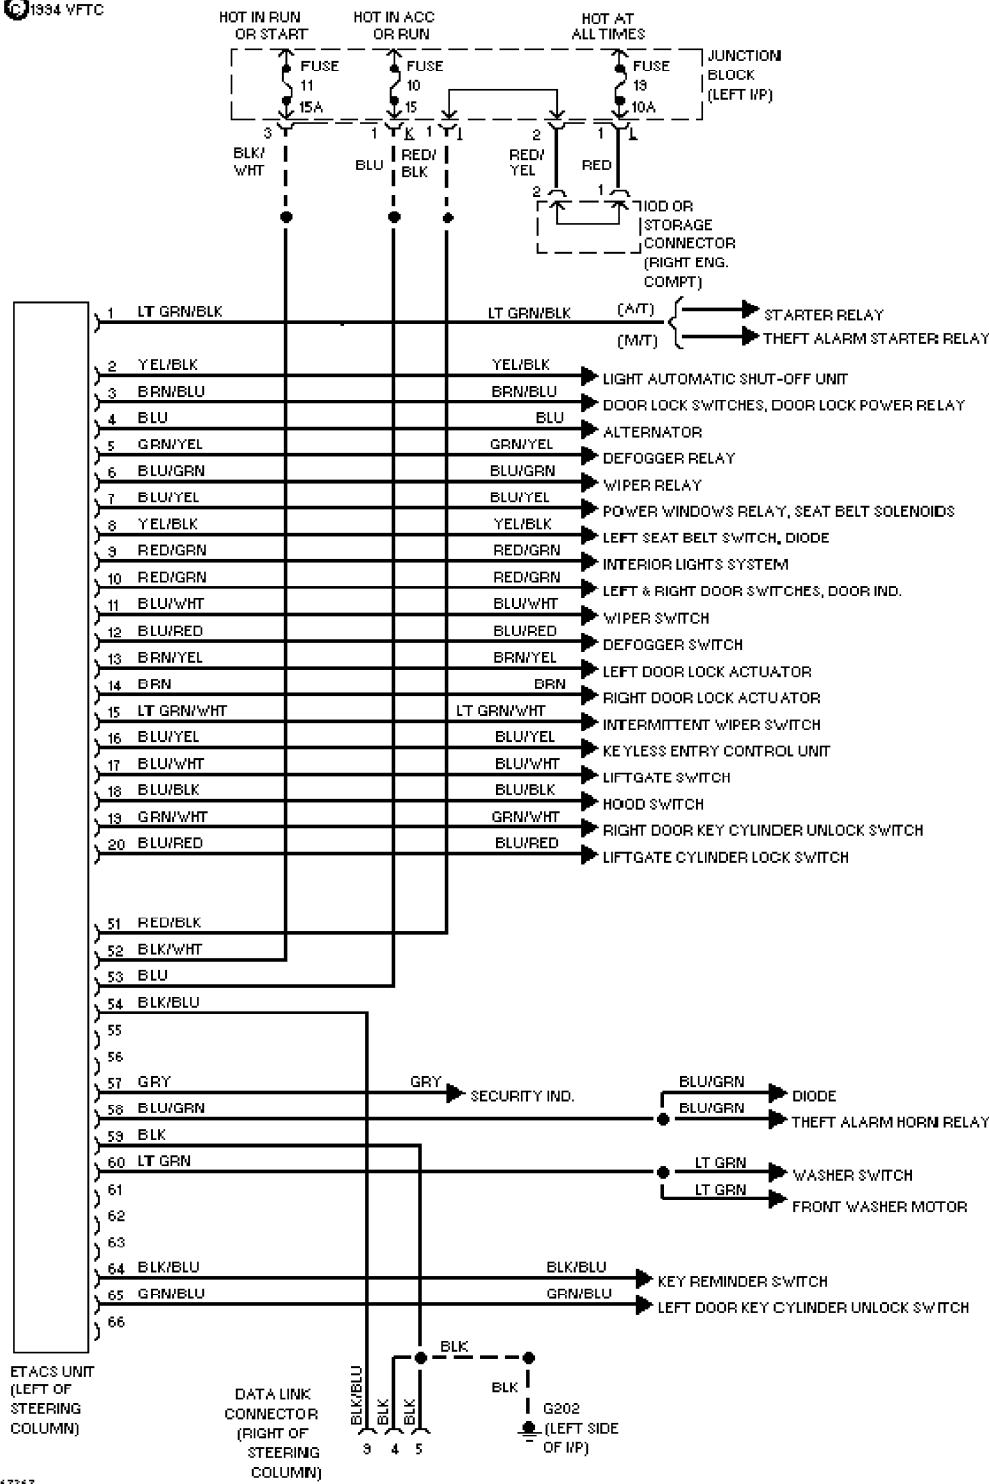 © 1994 VFTC
HOT IN RUN
OR START
HOT IN ACC
OR RUN
HOT AT
ALL TIMES
FUSE
11
15A
FUSE
10
15
FUSE
19
10A
JUNCTION
BLOCK
(LEFT I/P)
3
1 K
1 I
2
1 L
BLK/
WHT
BLU
RED/
BLK
RED/
YEL
RED
2
1
IOD OR
STORAGE
CONNECTOR
(RIGHT ENG.
COMPT)
1 LT GRN/BLK LT GRN/BLK (A/T) STARTER RELAY
(M/T) THEFT ALARM STARTER RELAY
2 YEL/BLK YEL/BLK LIGHT AUTOMATIC SHUT-OFF UNIT
3 BRN/BLU BRN/BLU DOOR LOCK SWITCHES, DOOR LOCK POWER RELAY
4 BLU BLU ALTERNATOR
5 GRN/YEL GRN/YEL DEFOGGER RELAY
6 BLU/GRN BLU/GRN WIPER RELAY
7 BLU/YEL BLU/YEL POWER WINDOWS RELAY, SEAT BELT SOLENOIDS
8 YEL/BLK YEL/BLK LEFT SEAT BELT SWITCH, DIODE
9 RED/GRN RED/GRN INTERIOR LIGHTS SYSTEM
10 RED/GRN RED/GRN LEFT & RIGHT DOOR SWITCHES, DOOR IND.
11 BLU/WHT BLU/WHT WIPER SWITCH
12 BLU/RED BLU/RED DEFOGGER SWITCH
13 BRN/YEL BRN/YEL LEFT DOOR LOCK ACTUATOR
14 BRN BRN RIGHT DOOR LOCK ACTUATOR
15 LT GRN/WHT LT GRN/WHT INTERMITTENT WIPER SWITCH
16 BLU/YEL BLU/YEL KEYLESS ENTRY CONTROL UNIT
17 BLU/WHT BLU/WHT LIFTGATE SWITCH
18 BLU/BLK BLU/BLK HOOD SWITCH
19 GRN/WHT GRN/WHT RIGHT DOOR KEY CYLINDER UNLOCK SWITCH
20 BLU/RED BLU/RED LIFTGATE CYLINDER LOCK SWITCH
51 RED/BLK
52 BLK/WHT
53 BLU
54 BLK/BLU
55
56
57 GRY GRY SECURITY IND.
BLU/GRN DIODE
58 BLU/GRN BLU/GRN THEFT ALARM HORN RELAY
59 BLK
60 LT GRN LT GRN WASHER SWITCH
61 LT GRN FRONT WASHER MOTOR
62
63
64 BLK/BLU BLK/BLU KEY REMINDER SWITCH
65 GRN/BLU GRN/BLU LEFT DOOR KEY CYLINDER UNLOCK SWITCH
66
ETACS UNIT
(LEFT OF
STEERING
COLUMN)
DATA LINK
CONNECTOR
(RIGHT OF
STEERING
COLUMN)
BLK/BLU
BLK
BLK
9 4 5
BLK
BLK
G202
(LEFT SIDE
OF I/P)